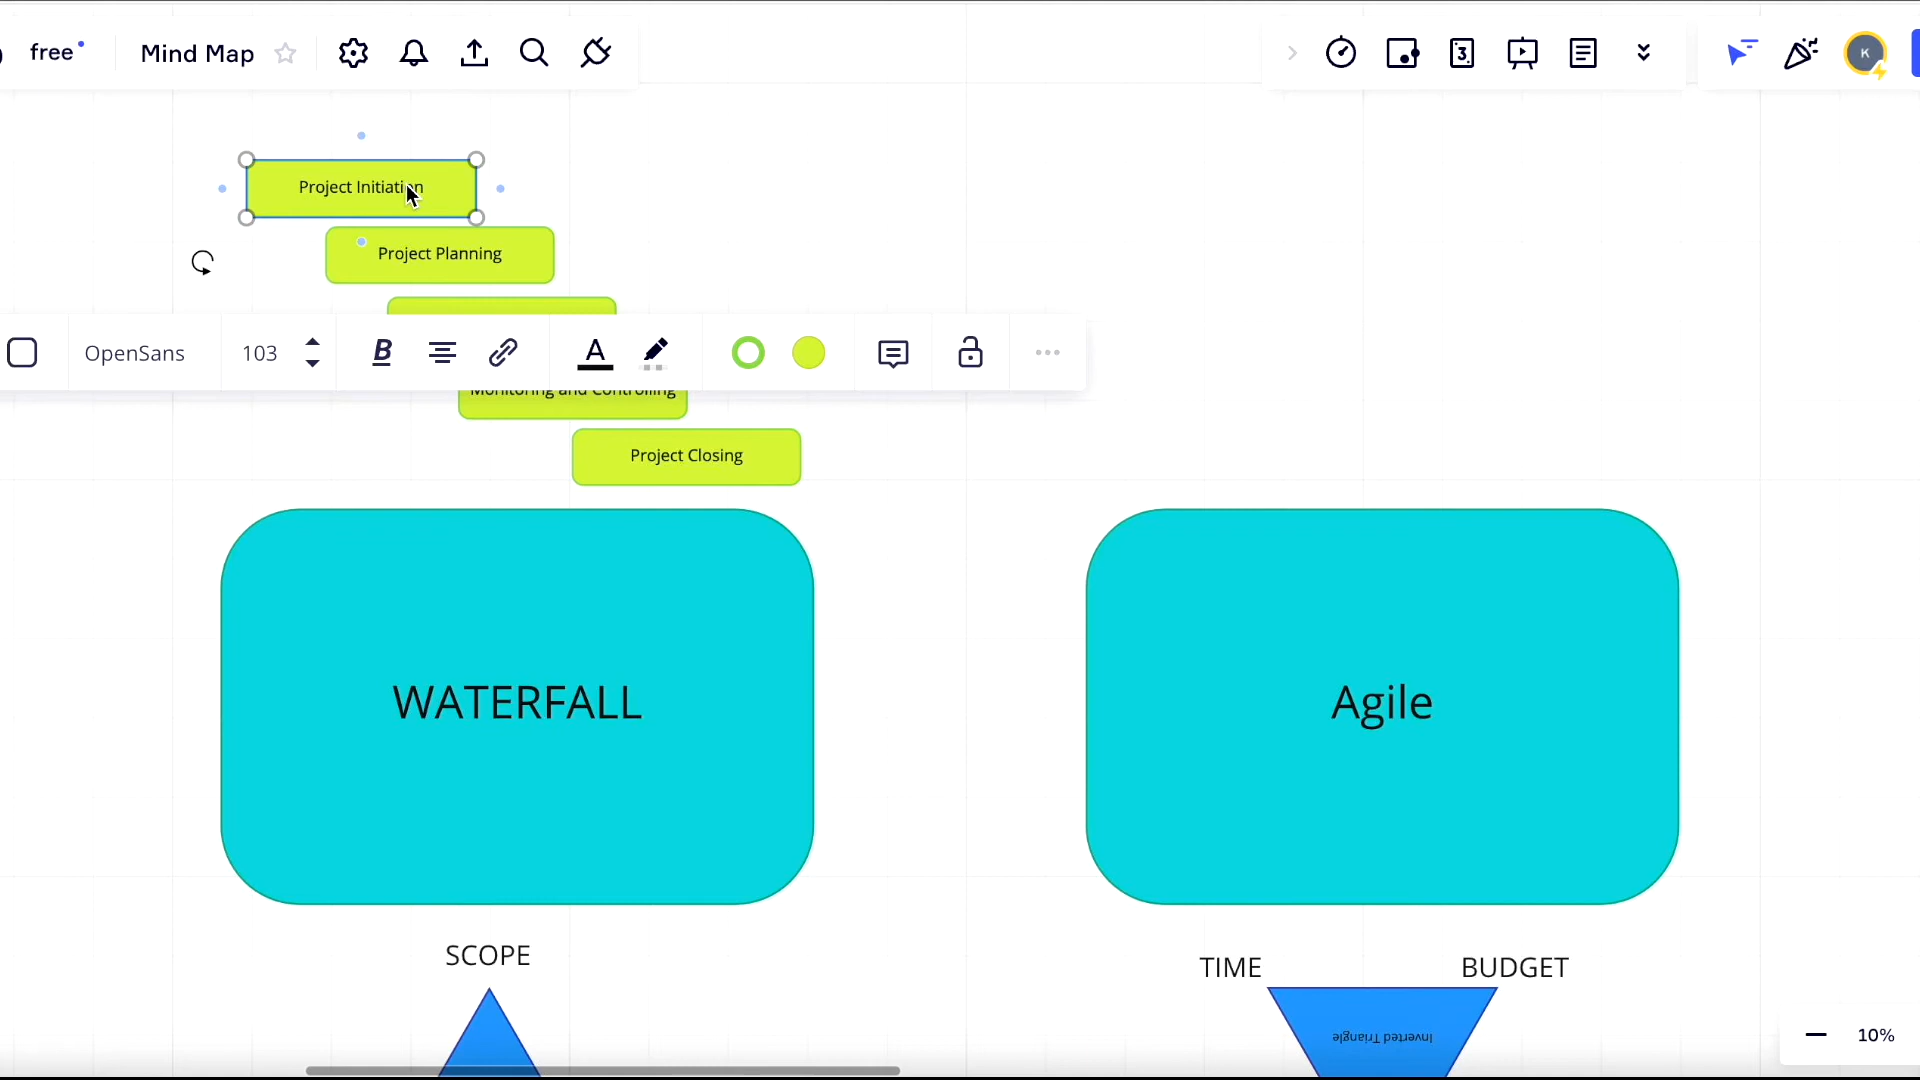 free
Mind Map
3
K
Project Initiation
Project Planning
OpenSans
103
B
A
Monitoring and Controlling
Project Closing
WATERFALL
Agile
SCOPE
TIME
BUDGET
Inverted Triangle
10%